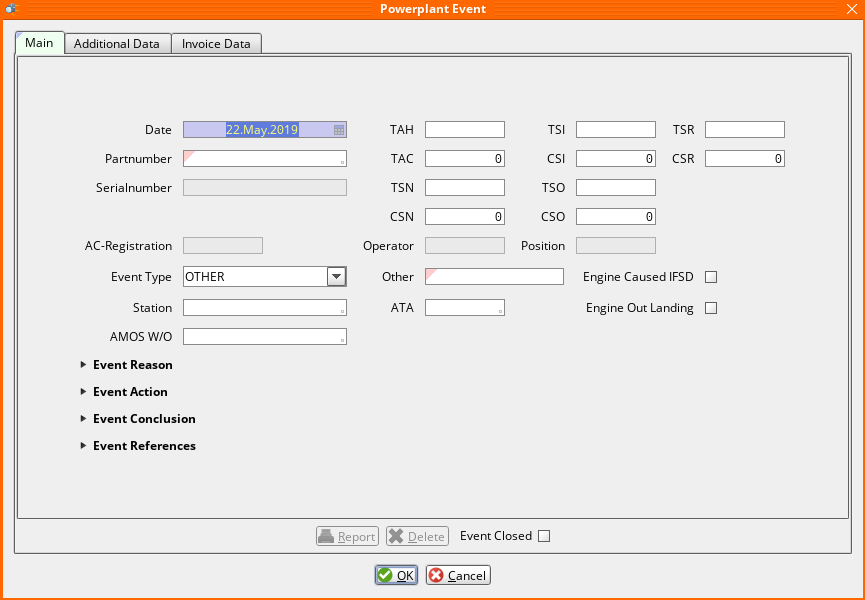 Powerplant Event
Main Additional Data Invoice Data
Date 22.May.2019 TAH TSI TSR
Partnumber TAC 0 CSI 0 CSR 0
Serialnumber TSN TSO
CSN 0 CSO 0
AC-Registration Operator Position
Event Type OTHER Other Engine Caused IFSD
Station ATA Engine Out Landing
AMOS W/O
Event Reason
Event Action
Event Conclusion
Event References
Report Delete Event Closed
OK Cancel